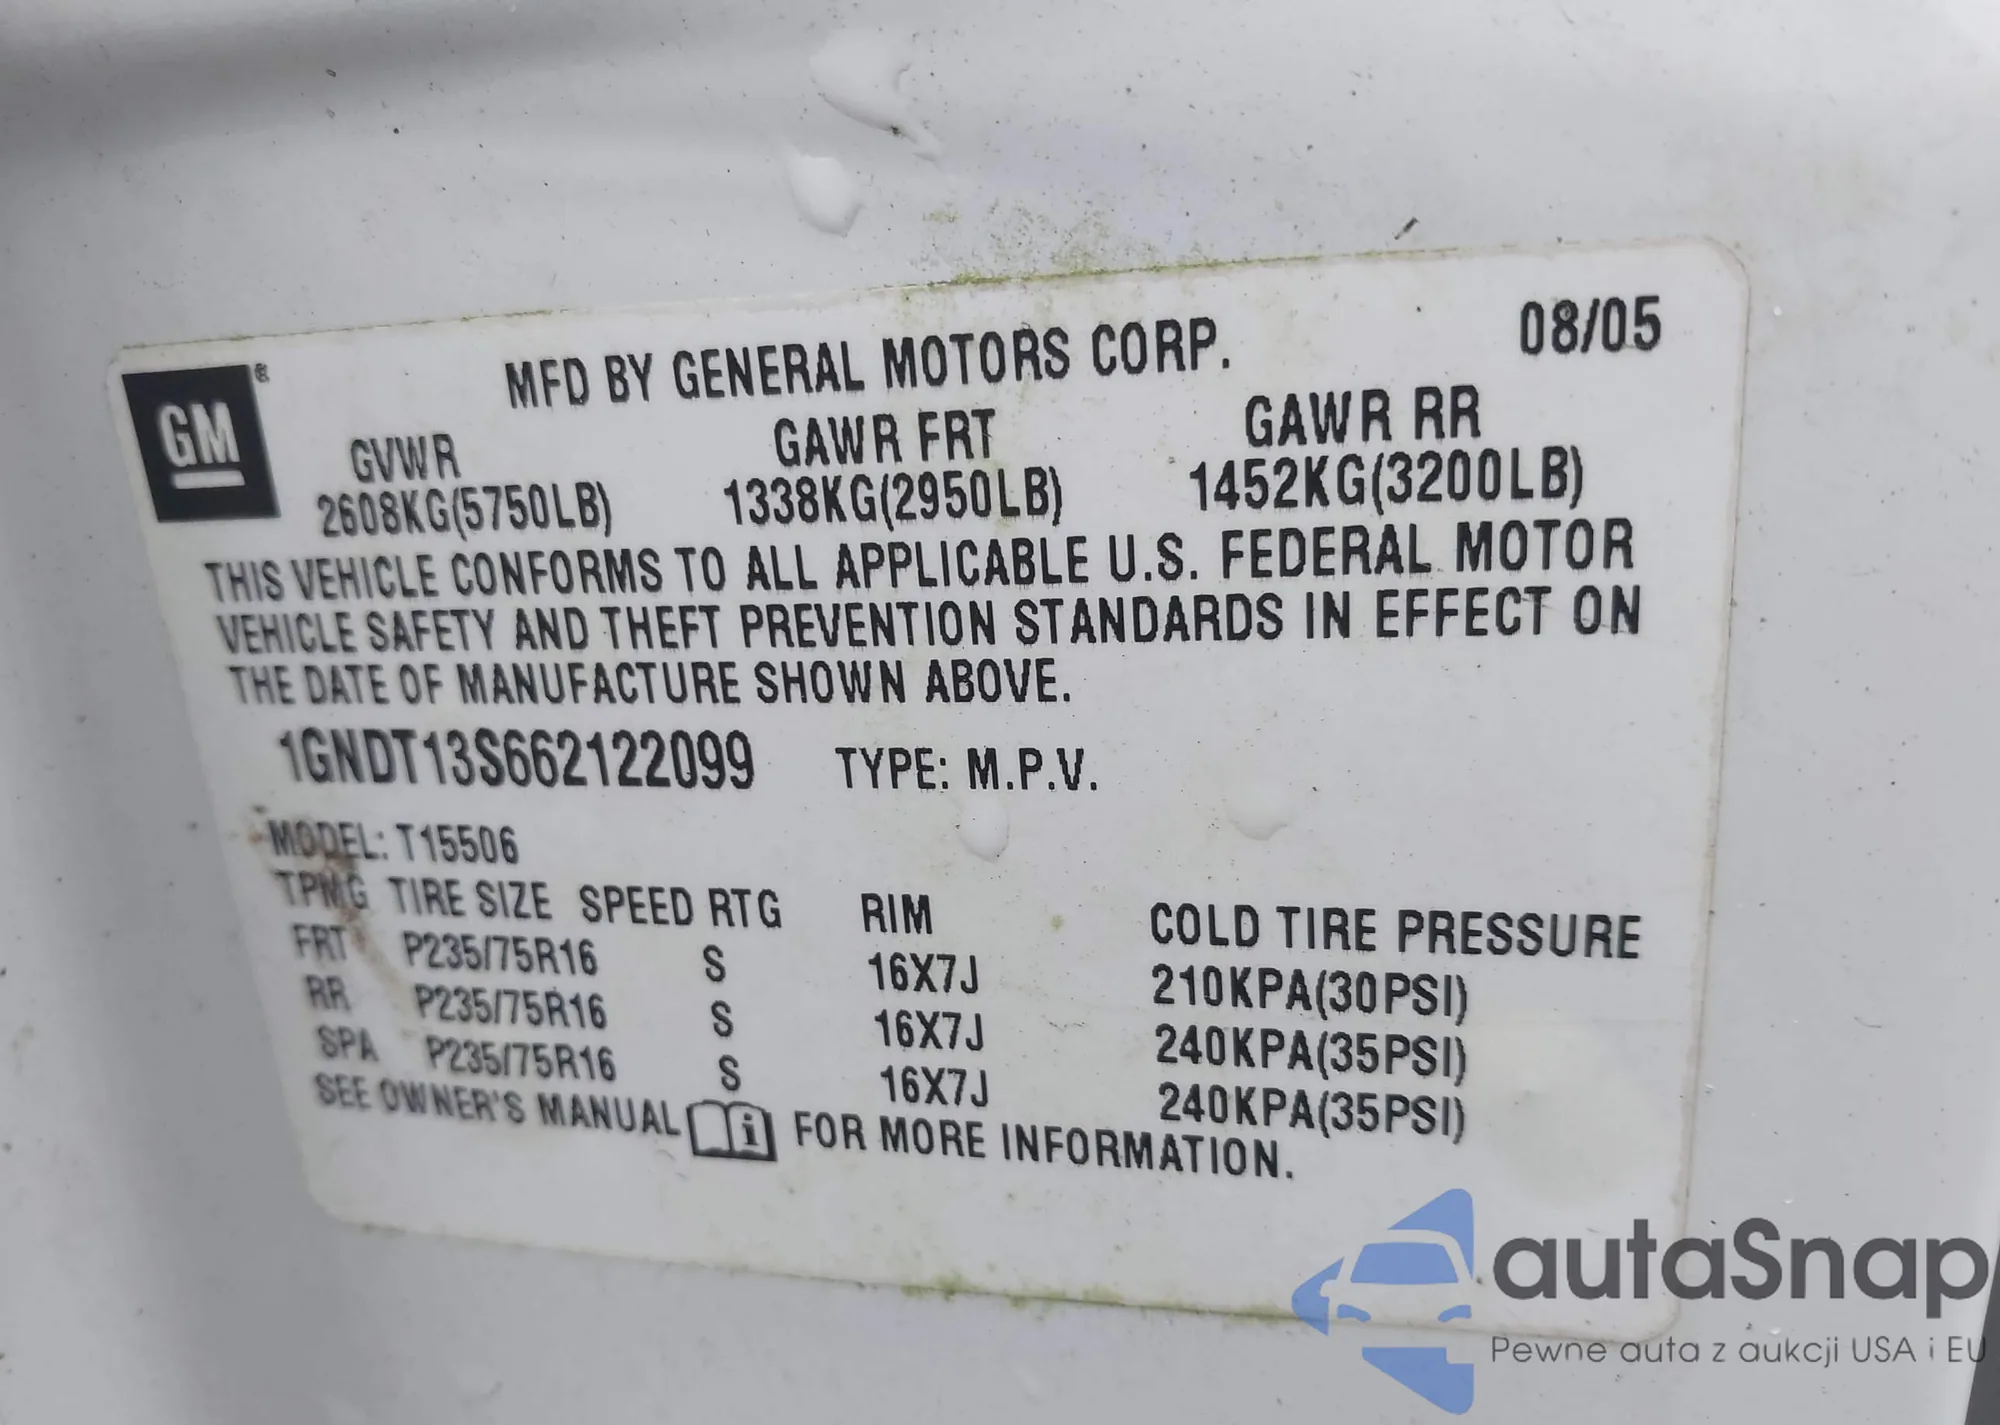 GM ®
MFD BY GENERAL MOTORS CORP. 08/05
GVWR GAWR FRT GAWR RR
2608KG(5750LB) 1338KG(2950LB) 1452KG(3200LB)
THIS VEHICLE CONFORMS TO ALL APPLICABLE U.S. FEDERAL MOTOR
VEHICLE SAFETY AND THEFT PREVENTION STANDARDS IN EFFECT ON
THE DATE OF MANUFACTURE SHOWN ABOVE.
1GNDT13S662122099 TYPE: M.P.V.
MODEL: T15506
TPMG TIRE SIZE SPEED RTG RIM COLD TIRE PRESSURE
FRT P235/75R16 S 16X7J 210KPA(30PSI)
RR P235/75R16 S 16X7J 240KPA(35PSI)
SPA P235/75R16 S 16X7J 240KPA(35PSI)
SEE OWNER'S MANUAL i FOR MORE INFORMATION.
autaSnap
Pewne auta z aukcji USA i EU